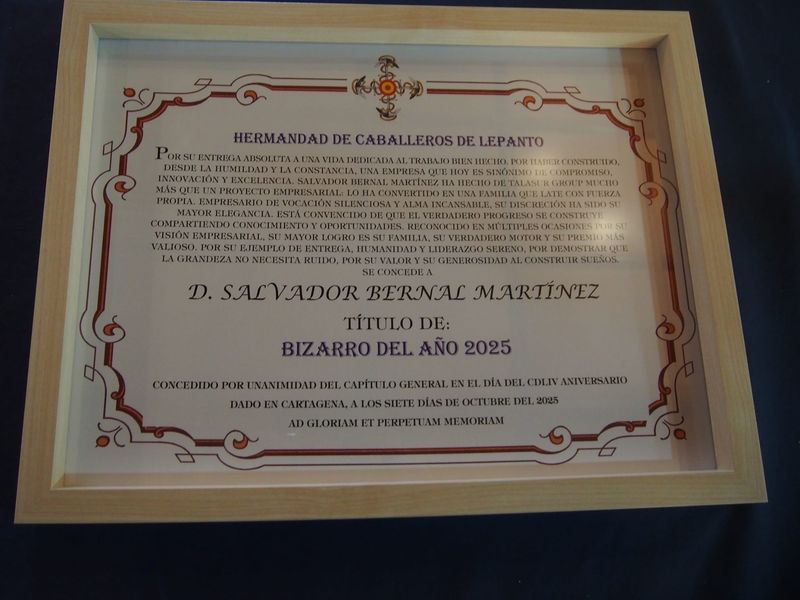 HERMANDAD DE CABALLEROS DE LEPANTO
POR SU ENTREGA ABSOLUTA A UNA VIDA DEDICADA AL TRABAJO BIEN HECHO. POR HABER CONSTRUIDO,
DESDE LA HUMILDAD Y LA CONSTANCIA, UNA EMPRESA QUE HOY ES SINÓNIMO DE COMPROMISO,
INNOVACIÓN Y EXCELENCIA. SALVADOR BERNAL MARTÍNEZ HA HECHO DE TALASUR GROUP MUCHO
MÁS QUE UN PROYECTO EMPRESARIAL: LO HA CONVERTIDO EN UNA FAMILIA QUE LATE CON FUERZA
PROPIA. EMPRESARIO DE VOCACIÓN SILENCIOSA Y ALMA INCANSABLE, SU DISCRECIÓN HA SIDO SU
MAYOR ELEGANCIA. ESTÁ CONVENCIDO DE QUE EL VERDADERO PROGRESO SE CONSTRUYE
COMPARTIENDO CONOCIMIENTO Y OPORTUNIDADES. RECONOCIDO EN MÚLTIPLES OCASIONES POR SU
VISIÓN EMPRESARIAL, SU MAYOR LOGRO ES SU FAMILIA, SU VERDADERO MOTOR Y SU PREMIO MÁS
VALIOSO. POR SU EJEMPLO DE ENTREGA, HUMANIDAD Y LIDERAZGO SERENO, POR DEMOSTRAR QUE
LA GRANDEZA NO NECESITA RUIDO, POR SU VALOR Y SU GENEROSIDAD AL CONSTRUIR SUEÑOS.
SE CONCEDE A
D. SALVADOR BERNAL MARTÍNEZ
TÍTULO DE:
BIZARRO DEL AÑO 2025
CONCEDIDO POR UNANIMIDAD DEL CAPÍTULO GENERAL EN EL DÍA DEL CDLIV ANIVERSARIO
DADO EN CARTAGENA, A LOS SIETE DÍAS DE OCTUBRE DEL 2025
AD GLORIAM ET PERPETUAM MEMORIAM